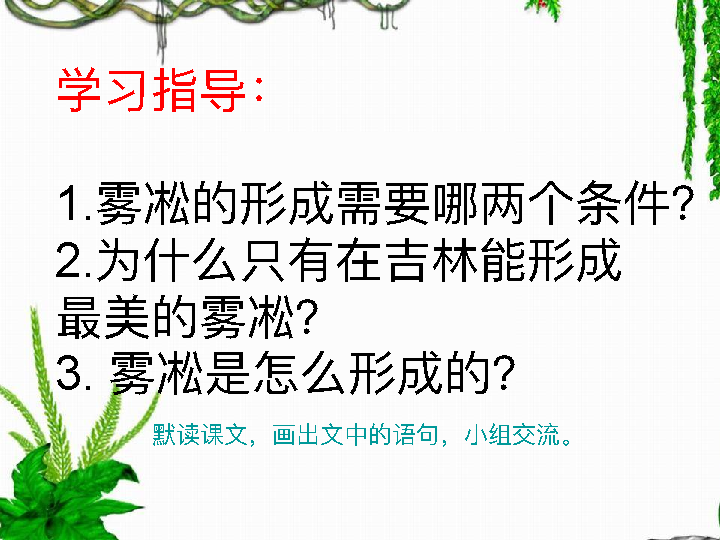 学习指导：
1.雾凇的形成需要哪两个条件?
2.为什么只有在吉林能形成
最美的雾凇?
3. 雾凇是怎么形成的?
默读课文，画出文中的语句，小组交流。